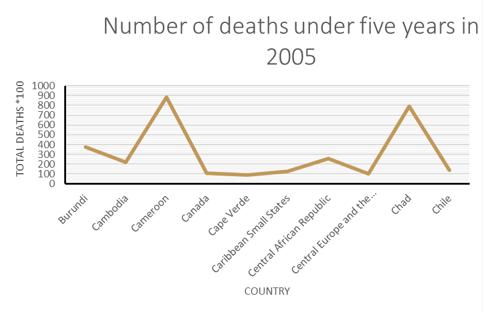 Number of deaths under five years in
2005
TOTAL DEATHS *100
1000
900
800
700
600
500
400
300
200
100
0
Burundi
Cambodia
Cameroon
Canada
Cape Verde
Caribbean Small States
Central African Republic
Central Europe and the...
Chad
Chile
COUNTRY